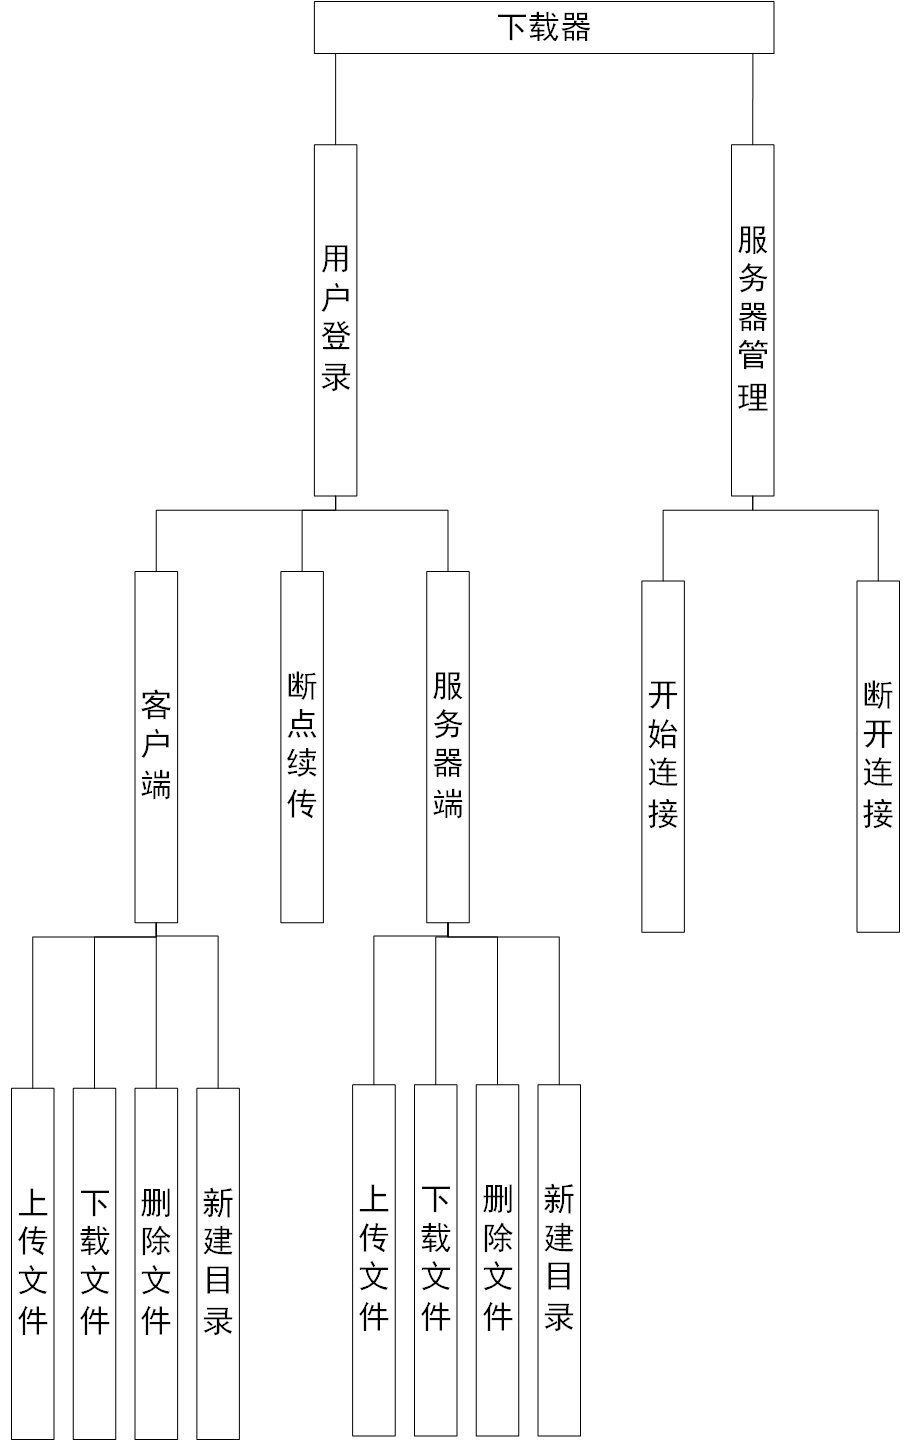 下载器
用户登录
服务器管理
客户端
断点续传
服务器端
开始连接
断开连接
上传文件
下载文件
删除文件
新建目录
上传文件
下载文件
删除文件
新建目录